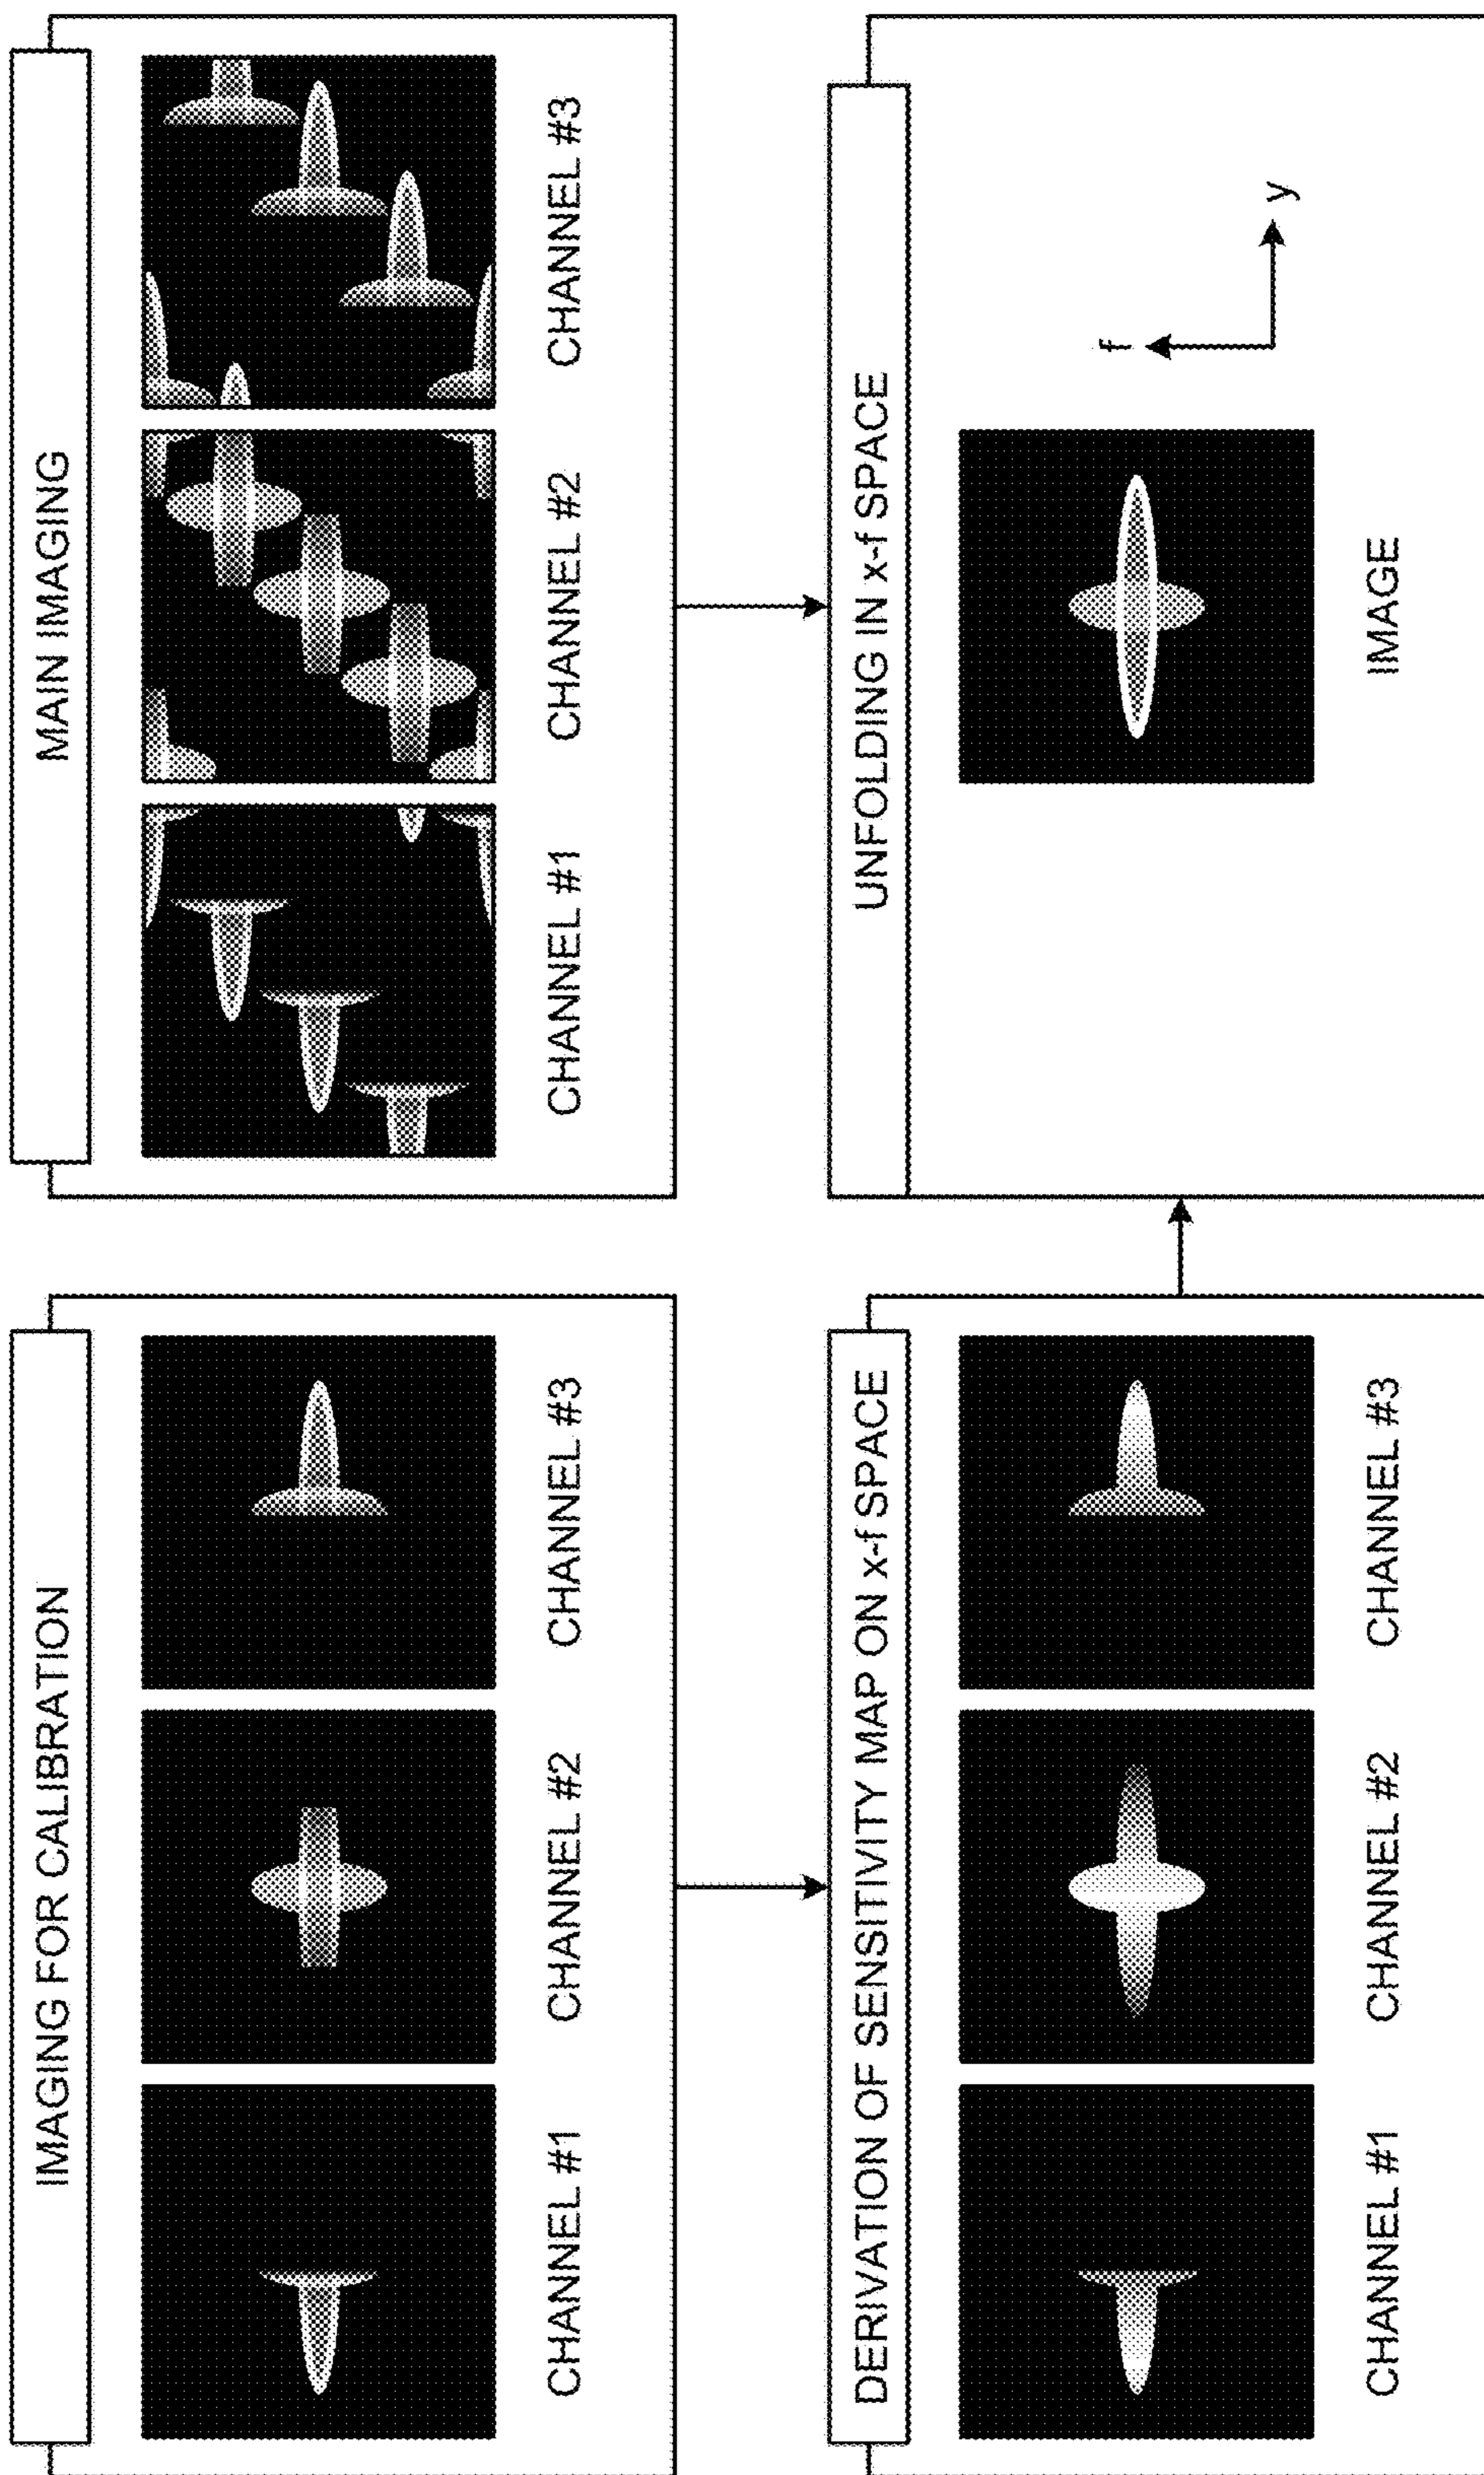 IMAGING FOR CALIBRATION
CHANNEL #1
CHANNEL #2
CHANNEL #3
MAIN IMAGING
CHANNEL #1
CHANNEL #2
CHANNEL #3
DERIVATION OF SENSITIVITY MAP ON x-f SPACE
CHANNEL #1
CHANNEL #2
CHANNEL #3
UNFOLDING IN x-f SPACE
IMAGE
f
y